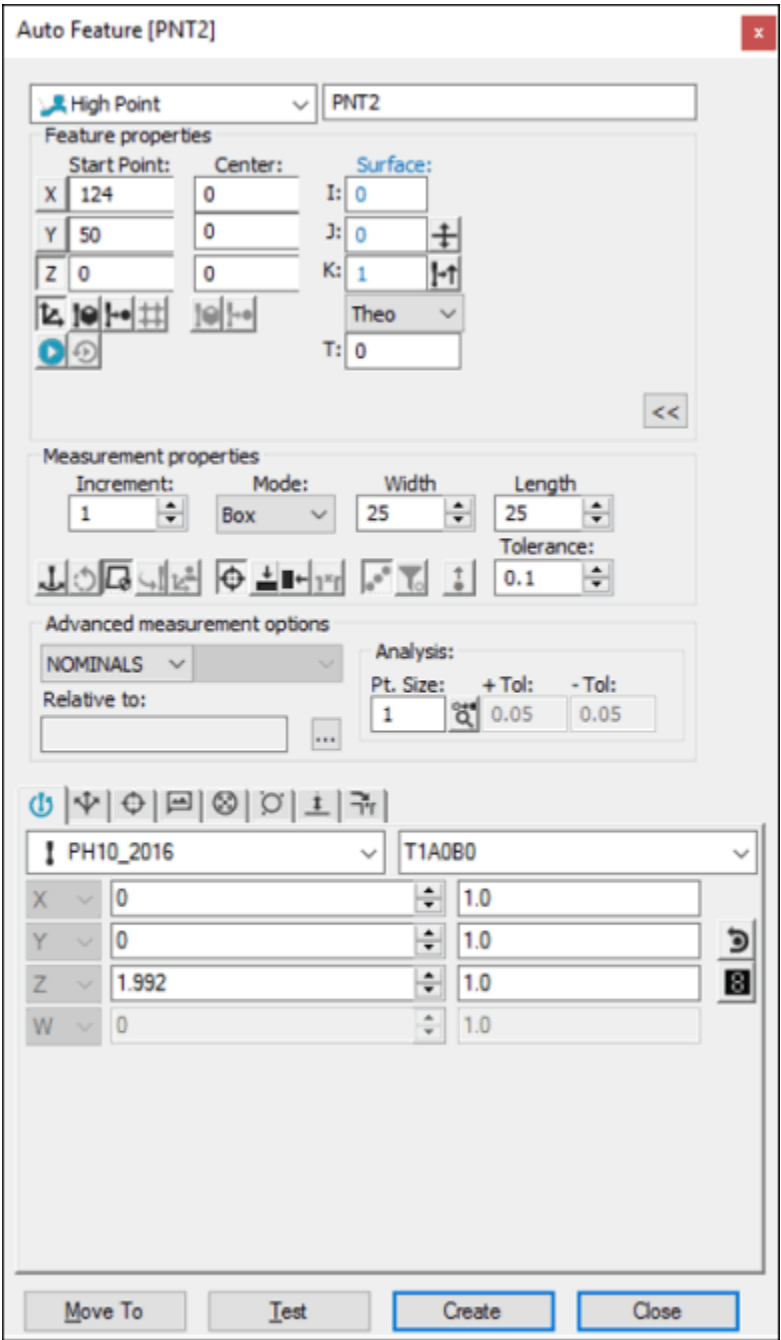 Auto Feature [PNT2]
x
High Point PNT2
Feature properties
Start Point: Center: Surface:
X 124 0 I: 0
Y 50 0 J: 0
Z 0 0 K: 1
Theo
T: 0
<<
Measurement properties
Increment: Mode: Width Length
1 Box 25 25
Tolerance:
0.1
Advanced measurement options
NOMINALS
Analysis:
Relative to:
Pt. Size: + Tol: - Tol:
1 0.05 0.05
...
PH10_2016 T1A0B0
X 0 1.0
Y 0 1.0
Z 1.992 1.0
W 0 1.0
Move To Test Create Close